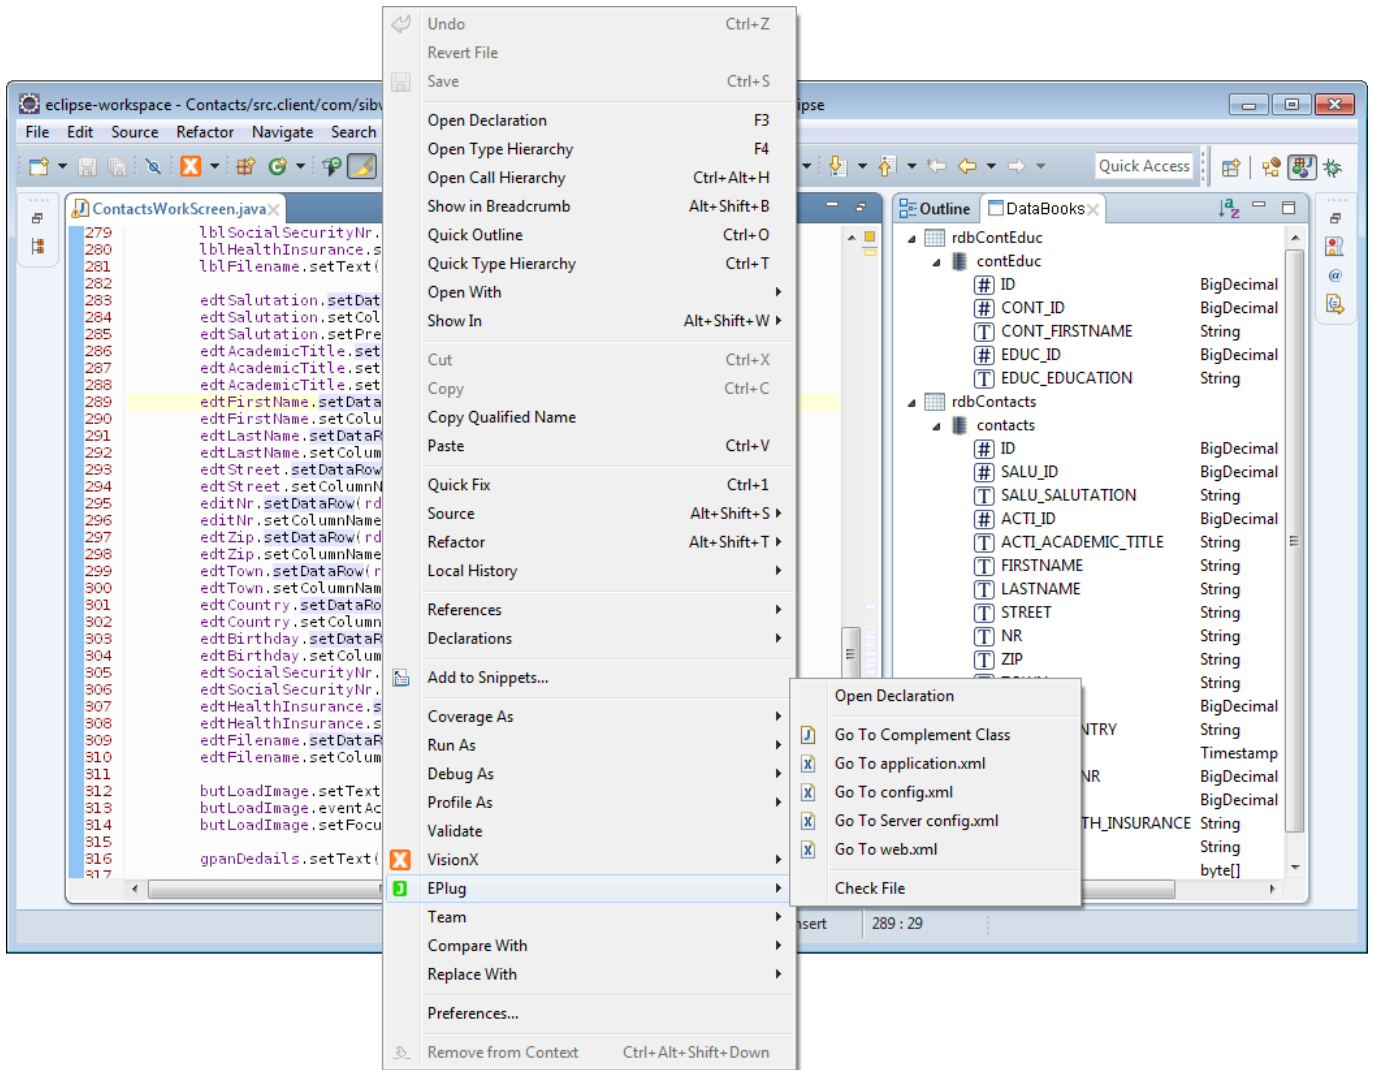 Undo Ctrl+Z
Revert File
Save Ctrl+S
Open Declaration F3
Open Type Hierarchy F4
Open Call Hierarchy Ctrl+Alt+H
Show in Breadcrumb Alt+Shift+B
Quick Outline Ctrl+O
Quick Type Hierarchy Ctrl+T
Open With
Show In Alt+Shift+W
Cut Ctrl+X
Copy Ctrl+C
Copy Qualified Name
Paste Ctrl+V
Quick Fix Ctrl+1
Source Alt+Shift+S
Refactor Alt+Shift+T
Local History
References
Declarations
Add to Snippets...
Coverage As
Run As
Debug As
Profile As
Validate
VisionX
EPlug
Team
Compare With
Replace With
Preferences...
Remove from Context Ctrl+Alt+Shift+Down
Open Declaration
Go To Complement Class
Go To application.xml
Go To config.xml
Go To Server config.xml
Go To web.xml
Check File
eclipse-workspace - Contacts/src.client/com/sibv
ipse
File Edit Source Refactor Navigate Search
Quick Access
ContactsWorkScreen.java
279 lblSocialSecurityNr.
280 lblHealthInsurance.s
281 lblFilename.setText(
282
283 edtSalutation.setDat
284 edtSalutation.setCol
285 edtSalutation.setPre
286 edtAcademicTitle.set
287 edtAcademicTitle.set
288 edtAcademicTitle.set
289 edtFirstName.setData
290 edtFirstName.setColu
291 edtLastName.setDataR
292 edtLastName.setColum
293 edtStreet.setDataRow
294 edtStreet.setColumnN
295 editNr.setDataRow(rd
296 editNr.setColumnName
297 edtZip.setDataRow(rd
298 edtZip.setColumnName
299 edtTown.setDataRow(r
300 edtTown.setColumnNam
301 edtCountry.setDataRo
302 edtCountry.setColumn
303 edtBirthday.setDataR
304 edtBirthday.setColum
305 edtSocialSecurityNr.
306 edtSocialSecurityNr.
307 edtHealthInsurance.s
308 edtHealthInsurance.s
309 edtFilename.setDataR
310 edtFilename.setColum
311
312 butLoadImage.setText
313 butLoadImage.eventAc
314 butLoadImage.setFocu
315
316 gpanDedails.setText(
317
Outline DataBooks
rdbContEduc
contEduc
# ID BigDecimal
# CONT_ID BigDecimal
T CONT_FIRSTNAME String
# EDUC_ID BigDecimal
T EDUC_EDUCATION String
rdbContacts
contacts
# ID BigDecimal
# SALU_ID BigDecimal
T SALU_SALUTATION String
# ACTI_ID BigDecimal
T ACTI_ACADEMIC_TITLE String
T FIRSTNAME String
T LASTNAME String
T STREET String
T NR String
T ZIP String
String
BigDecimal
NTRY String
Timestamp
NR BigDecimal
BigDecimal
TH_INSURANCE String
String
byte[]
nsert 289 : 29